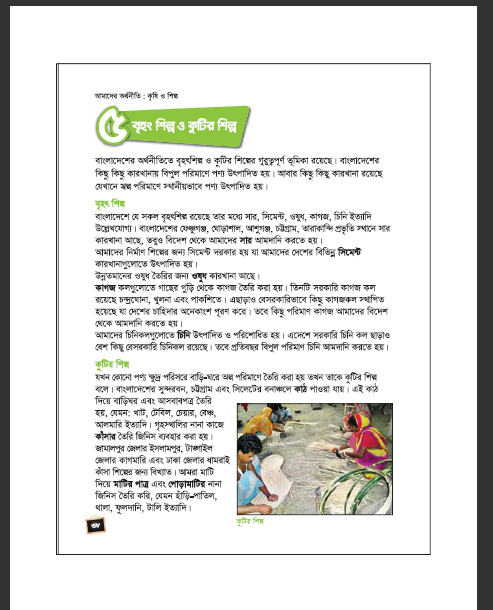 আমাদের অর্থনীতি : কৃষি ও শিল্প
৫
বৃহৎ শিল্প ও কুটির শিল্প
বাংলাদেশের অর্থনীতিতে বৃহৎশিল্প ও কুটির শিল্পের গুরুত্বপূর্ণ ভূমিকা রয়েছে। বাংলাদেশের
কিছু কিছু কারখানায় বিপুল পরিমাণে পণ্য উৎপাদিত হয়। আবার কিছু কিছু কারখানা রয়েছে
যেখানে স্বল্প পরিমাণে স্থানীয়ভাবে পণ্য উৎপাদিত হয়।
বৃহৎ শিল্প
বাংলাদেশে যে সকল বৃহৎশিল্প রয়েছে তার মধ্যে সার, সিমেন্ট, ওষুধ, কাগজ, চিনি ইত্যাদি
উল্লেখযোগ্য। বাংলাদেশের ফেঞ্চুগঞ্জ, ঘোড়াশাল, আশুগঞ্জ, চট্টগ্রাম, তারাকান্দি প্রভৃতি স্থানে সার
কারখানা আছে, তবুও বিদেশ থেকে আমাদের সার আমদানি করতে হয়।
আমাদের নির্মাণ শিল্পের জন্য সিমেন্ট দরকার হয় যা আমাদের দেশের বিভিন্ন সিমেন্ট
কারখানাগুলোতে উৎপাদিত হয়।
উন্নতমানের ওষুধ তৈরির জন্য ওষুধ কারখানা আছে।
কাগজ কলগুলোতে গাছের গুঁড়ি থেকে কাগজ তৈরি করা হয়। তিনটি সরকারি কাগজ কল
রয়েছে চন্দ্রঘোনা, খুলনা এবং পাকশিতে। এছাড়াও বেসরকারিভাবে কিছু কাগজকল স্থাপিত
হয়েছে যা দেশের চাহিদার অনেকাংশ পূরণ করে। তবে কিছু পরিমাণ কাগজ আমাদের বিদেশ
থেকে আমদানি করতে হয়।
আমাদের চিনিকলগুলোতে চিনি উৎপাদিত ও পরিশোধিত হয়। এদেশে সরকারি চিনি কল ছাড়াও
বেশ কিছু বেসরকারি চিনিকল রয়েছে। তবে প্রতিবছর বিপুল পরিমাণ চিনি আমদানি করতে হয়।
কুটির শিল্প
যখন কোনো পণ্য ক্ষুদ্র পরিসরে বাড়ি-ঘরে অল্প পরিমাণে তৈরি করা হয় তখন তাকে কুটির শিল্প
বলে। বাংলাদেশের সুন্দরবন, চট্টগ্রাম এবং সিলেটের বনাঞ্চলে কাঠ পাওয়া যায়। এই কাঠ
দিয়ে বাড়িঘর এবং আসবাবপত্র তৈরি
হয়, যেমন: খাট, টেবিল, চেয়ার, বেঞ্চ,
আলমারি ইত্যাদি। গৃহস্থালির নানা কাজে
কাঁসার তৈরি জিনিস ব্যবহার করা হয়।
জামালপুর জেলার ইসলামপুর, টাঙ্গাইল
জেলার কাগমারি এবং ঢাকা জেলার ধামরাই
কাঁসা শিল্পের জন্য বিখ্যাত। আমরা মাটি
দিয়ে মাটির পাত্র এবং পোড়ামাটির নানা
জিনিস তৈরি করি, যেমন হাঁড়ি-পাতিল,
থালা, ফুলদানি, টালি ইত্যাদি।
কুটির শিল্প
৩৮